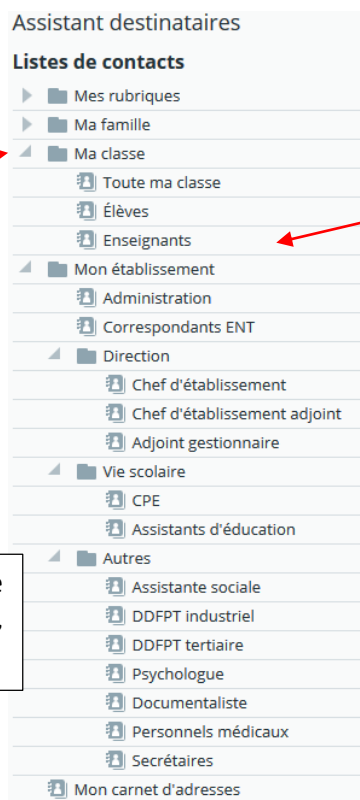 Assistant destinataires
Listes de contacts
Mes rubriques
Ma famille
Ma classe
Toute ma classe
Élèves
Enseignants
Mon établissement
Administration
Correspondants ENT
Direction
Chef d'établissement
Chef d'établissement adjoint
Adjoint gestionnaire
Vie scolaire
CPE
Assistants d'éducation
Autres
Assistante sociale
DDFPT industriel
DDFPT tertiaire
Psychologue
Documentaliste
Personnels médicaux
Secrétaires
Mon carnet d'adresses